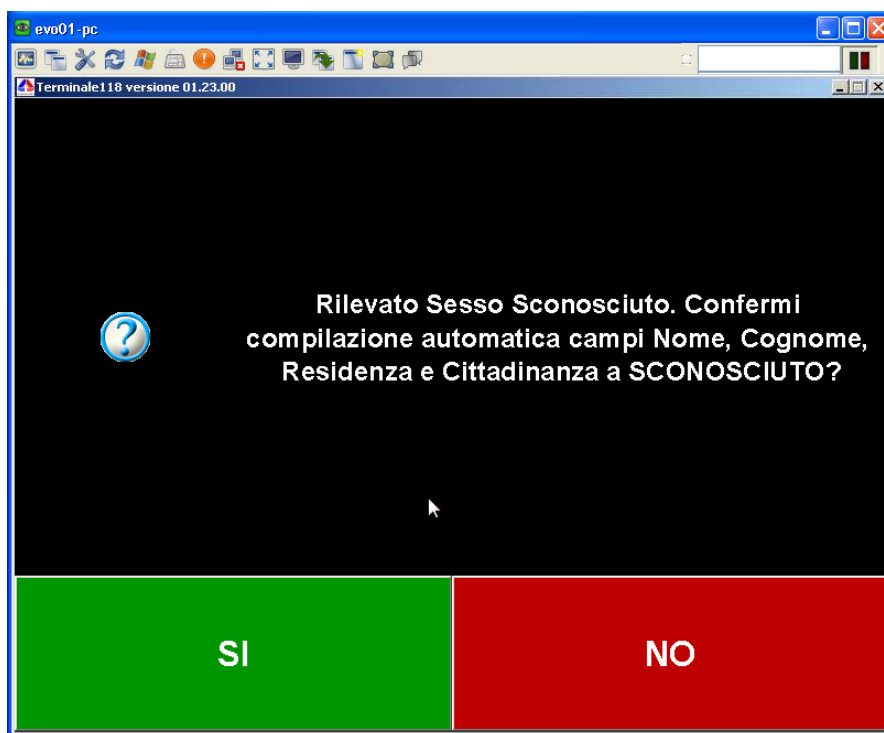 evo01-pc
Terminale118 versione 01.23.00
Rilevato Sesso Sconosciuto. Confermi
compilazione automatica campi Nome, Cognome,
Residenza e Cittadinanza a SCONOSCIUTO?
SI
NO